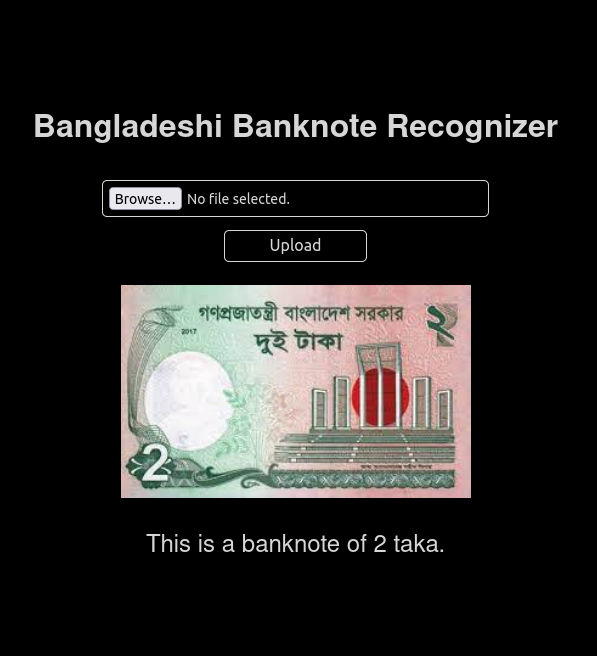 Bangladeshi Banknote Recognizer
Browse… No file selected.
Upload
গণপ্রজাতন্ত্রী বাংলাদেশ সরকার
২
2017
দুই টাকা
2
This is a banknote of 2 taka.